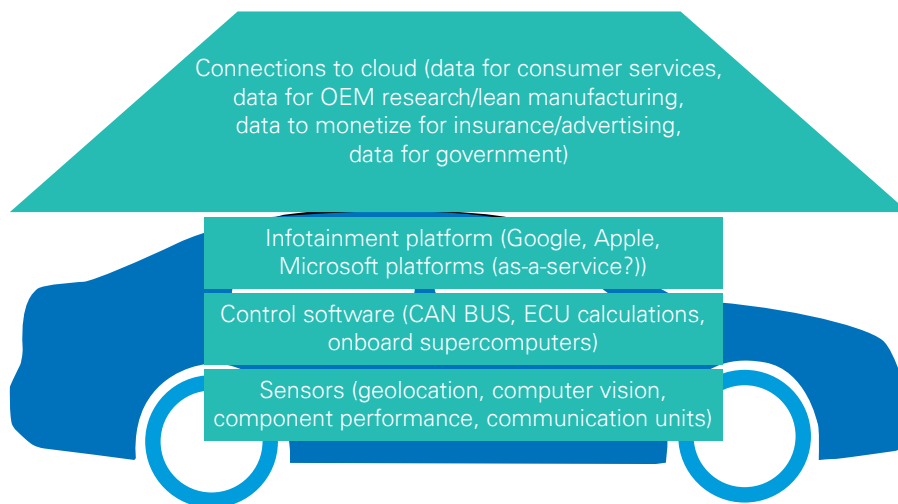 Connections to cloud (data for consumer services,
data for OEM research/lean manufacturing,
data to monetize for insurance/advertising,
data for government)
Infotainment platform (Google, Apple,
Microsoft platforms (as-a-service?))
Control software (CAN BUS, ECU calculations,
onboard supercomputers)
Sensors (geolocation, computer vision,
component performance, communication units)